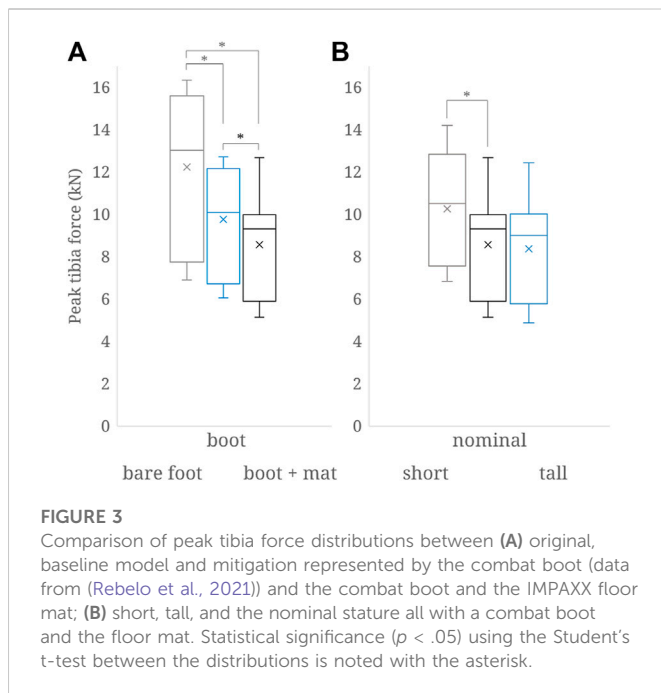 A
B
*
*
*
*
Peak tibia force (kN)
16
14
12
10
8
6
4
2
0
16
14
12
10
8
6
4
2
0
boot
nominal
bare foot
boot + mat
short
tall
FIGURE 3
Comparison of peak tibia force distributions between (A) original,
baseline model and mitigation represented by the combat boot (data
from (Rebelo et al., 2021)) and the combat boot and the IMPAXX floor
mat; (B) short, tall, and the nominal stature all with a combat boot
and the floor mat. Statistical significance (p < .05) using the Student's
t-test between the distributions is noted with the asterisk.